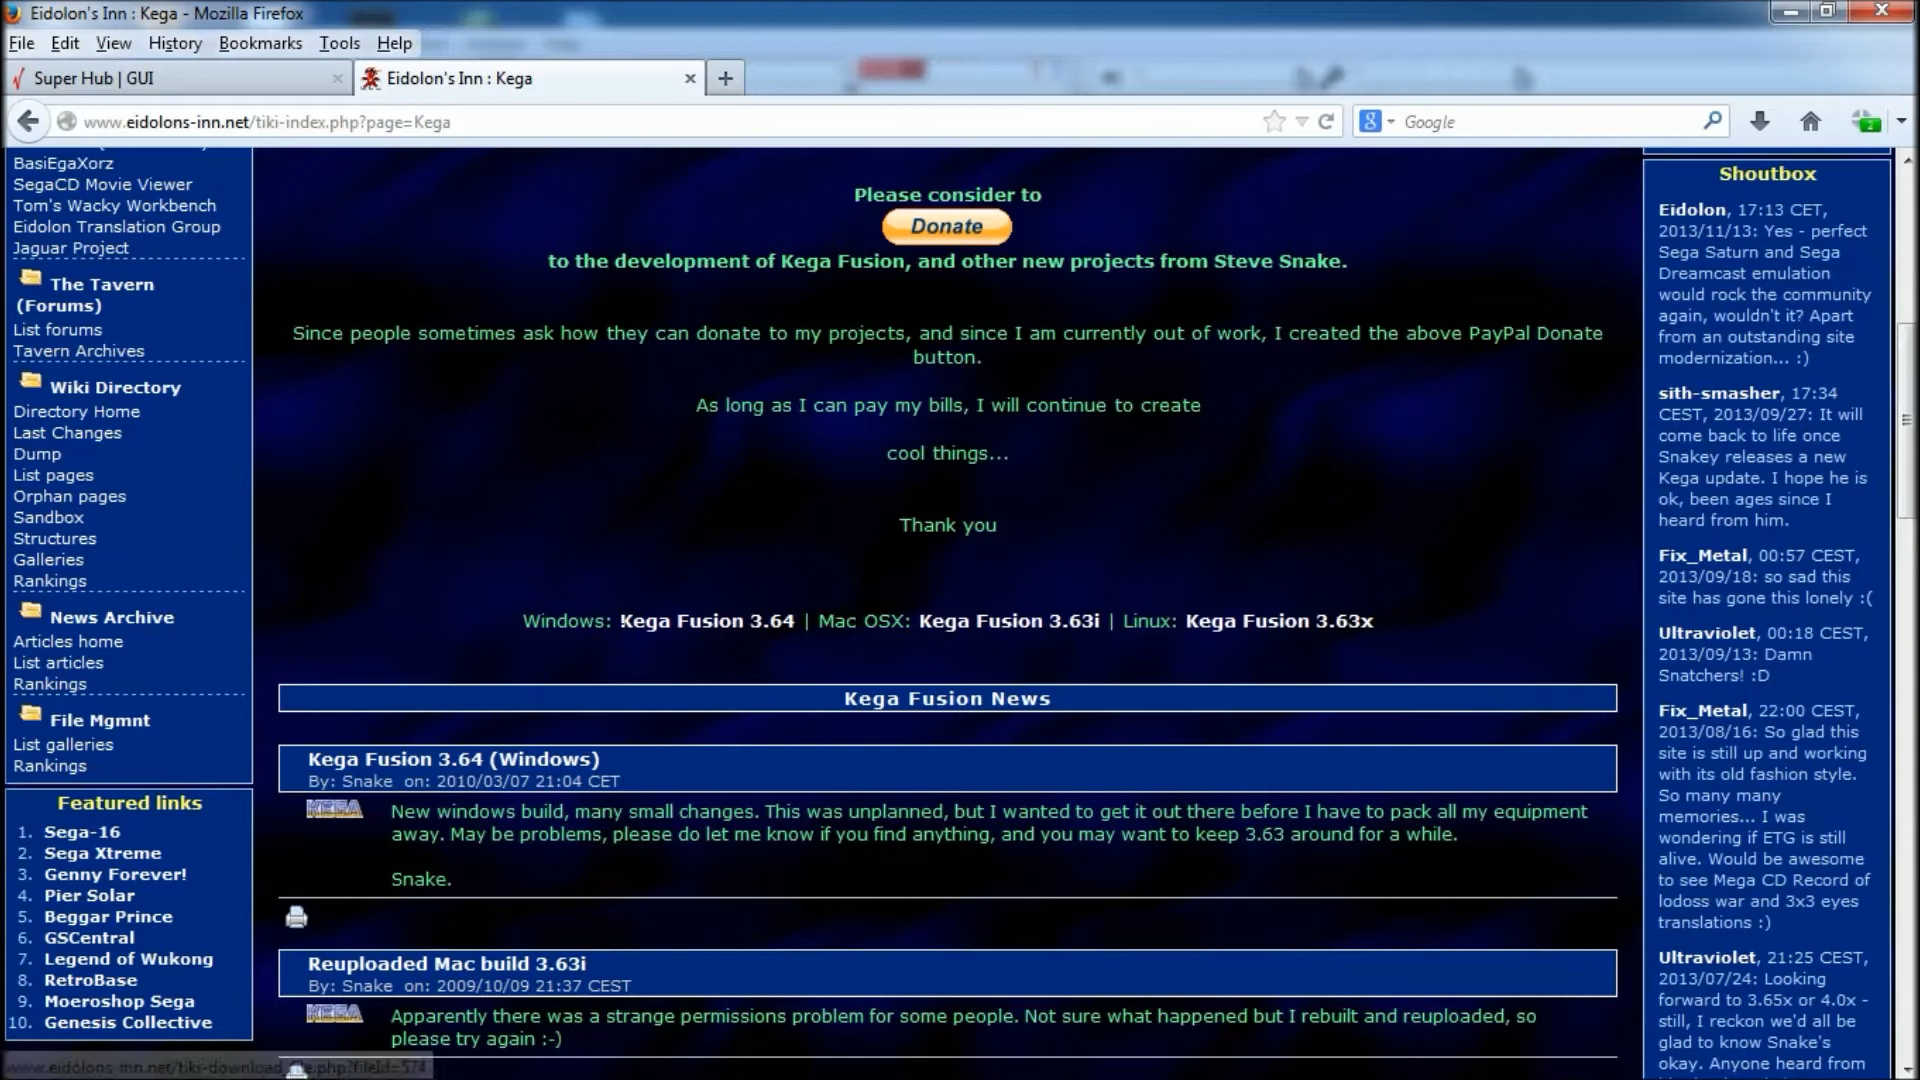 Eidolon's Inn : Kega - Mozilla Firefox
File Edit View History Bookmarks Tools Help
Super Hub | GUI
Eidolon's Inn : Kega
www.eidolons-inn.net/tiki-index.php?page=Kega
Google
2
BasiEgaXorz
SegaCD Movie Viewer
Tom's Wacky Workbench
Eidolon Translation Group
Jaguar Project
The Tavern
(Forums)
List forums
Tavern Archives
Wiki Directory
Directory Home
Last Changes
Dump
List pages
Orphan pages
Sandbox
Structures
Galleries
Rankings
News Archive
Articles home
List articles
Rankings
File Mgmnt
List galleries
Rankings
Featured links
1. Sega-16
2. Sega Xtreme
3. Genny Forever!
4. Pier Solar
5. Beggar Prince
6. GSCentral
7. Legend of Wukong
8. RetroBase
9. Moeroshop Sega
10. Genesis Collective
www.eidolons-inn.net/tiki-download_file.php?fileId=574
Please consider to
Donate
to the development of Kega Fusion, and other new projects from Steve Snake.
Since people sometimes ask how they can donate to my projects, and since I am currently out of work, I created the above PayPal Donate
button.
As long as I can pay my bills, I will continue to create
cool things...
Thank you
Windows: Kega Fusion 3.64 | Mac OSX: Kega Fusion 3.63i | Linux: Kega Fusion 3.63x
Kega Fusion News
Kega Fusion 3.64 (Windows)
By: Snake on: 2010/03/07 21:04 CET
KEGA
New windows build, many small changes. This was unplanned, but I wanted to get it out there before I have to pack all my equipment
away. May be problems, please do let me know if you find anything, and you may want to keep 3.63 around for a while.
Snake.
Reuploaded Mac build 3.63i
By: Snake on: 2009/10/09 21:37 CEST
KEGA
Apparently there was a strange permissions problem for some people. Not sure what happened but I rebuilt and reuploaded, so
please try again :-)
Shoutbox
Eidolon, 17:13 CET,
2013/11/13: Yes - perfect
Sega Saturn and Sega
Dreamcast emulation
would rock the community
again, wouldn't it? Apart
from an outstanding site
modernization... :)
sith-smasher, 17:34
CEST, 2013/09/27: It will
come back to life once
Snakey releases a new
Kega update. I hope he is
ok, been ages since I
heard from him.
Fix_Metal, 00:57 CEST,
2013/09/18: so sad this
site has gone this lonely :(
Ultraviolet, 00:18 CEST,
2013/09/13: Damn
Snatchers! :D
Fix_Metal, 22:00 CEST,
2013/08/16: So glad this
site is still up and working
with its old fashion style.
So many many
memories... I was
wondering if ETG is still
alive. Would be awesome
to see Mega CD Record of
lodoss war and 3x3 eyes
translations :)
Ultraviolet, 21:25 CEST,
2013/07/24: Looking
forward to 3.65x or 4.0x -
still, I reckon we'd all be
glad to know Snake's
okay. Anyone heard from